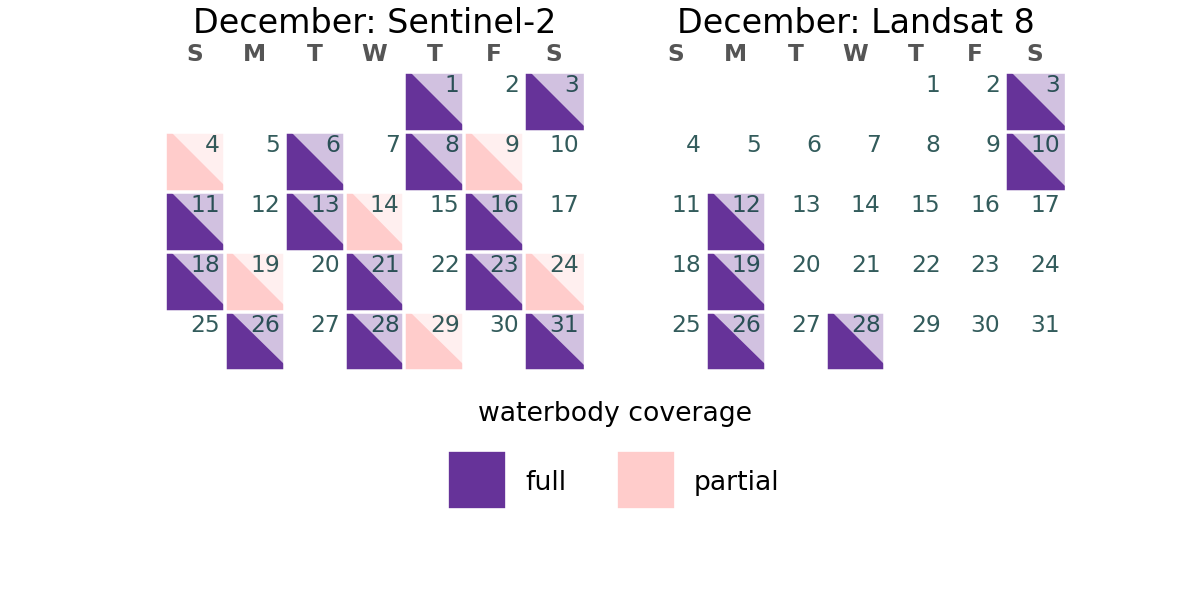 December: Sentinel-2
S M T W T F S
1 2 3
4 5 6 7 8 9 10
11 12 13 14 15 16 17
18 19 20 21 22 23 24
25 26 27 28 29 30 31
December: Landsat 8
S M T W T F S
1 2 3
4 5 6 7 8 9 10
11 12 13 14 15 16 17
18 19 20 21 22 23 24
25 26 27 28 29 30 31
waterbody coverage
full
partial